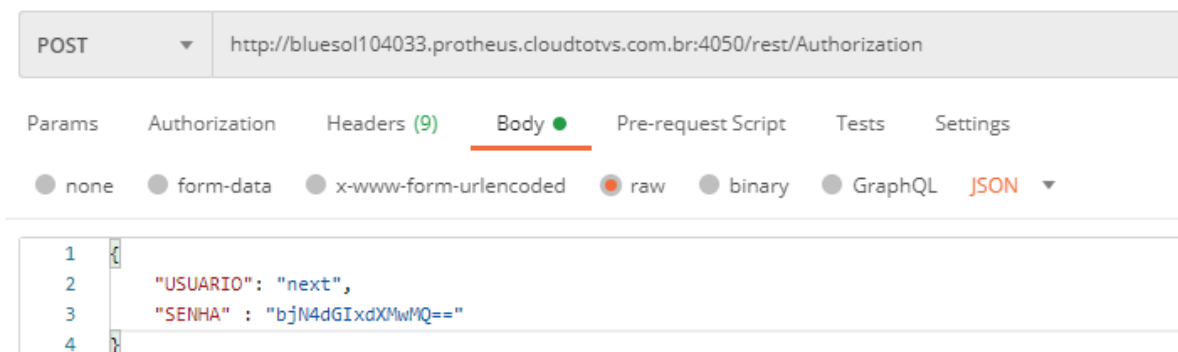 POST http://bluesol104033.protheus.cloudtotvs.com.br:4050/rest/Authorization
Params Authorization Headers (9) Body Pre-request Script Tests Settings
none form-data x-www-form-urlencoded raw binary GraphQL JSON
1 {
2 "USUARIO": "next",
3 "SENHA" : "bjN4dGIxdXMwMQ=="
4 }